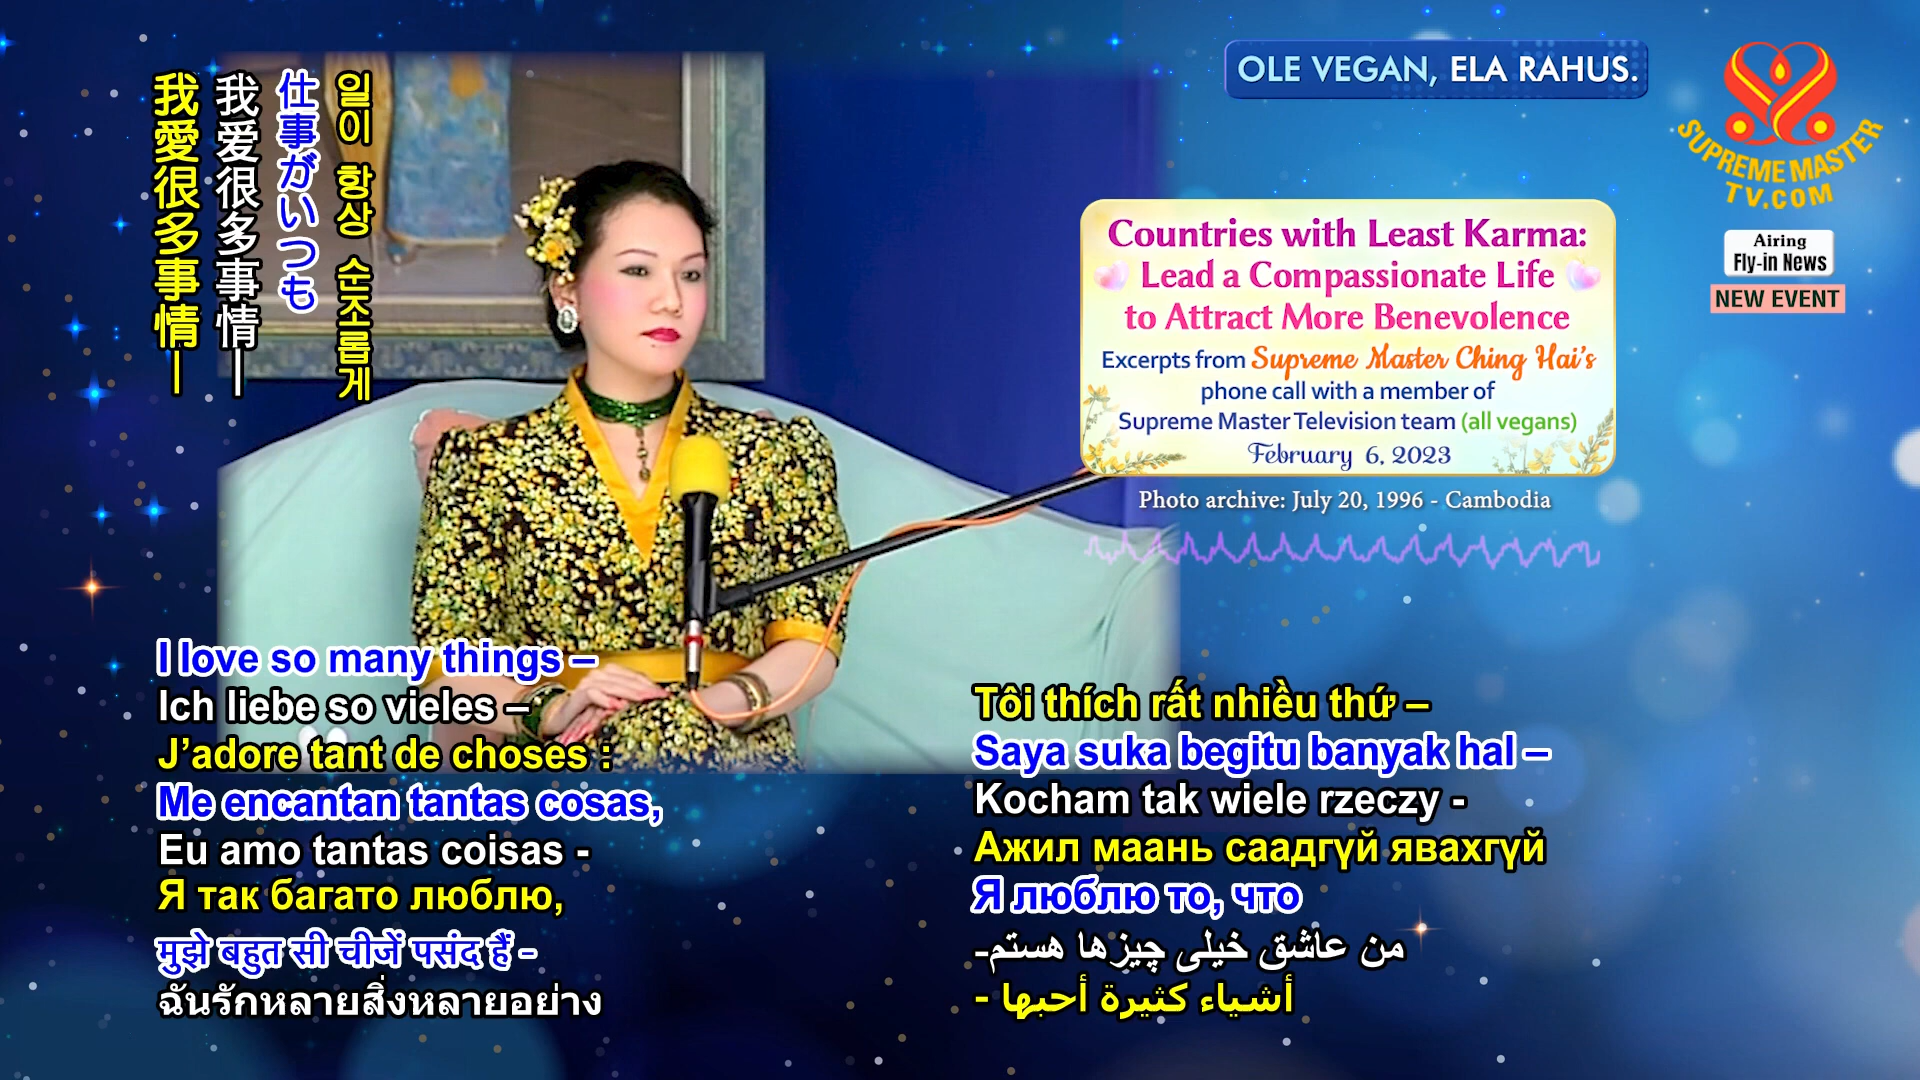 我愛很多事情—
我爱很多事情—
仕事がいつも
일이 항상 순조롭게
OLE VEGAN, ELA RAHUS.
SUPREME MASTER
TV.COM
Airing
Fly-in News
NEW EVENT
Countries with Least Karma:
Lead a Compassionate Life
to Attract More Benevolence
Excerpts from Supreme Master Ching Hai's
phone call with a member of
Supreme Master Television team (all vegans)
February 6, 2023
Photo archive: July 20, 1996 - Cambodia
I love so many things –
Ich liebe so vieles –
J’adore tant de choses :
Me encantan tantas cosas,
Eu amo tantas coisas -
Я так багато люблю,
मुझे बहुत सी चीजें पसंद हैं -
ฉันรักหลายสิ่งหลายอย่าง
Tôi thích rất nhiều thứ –
Saya suka begitu banyak hal –
Kocham tak wiele rzeczy -
Ажил маань саадгүй явахгүй
Я люблю то, что
من عاشق خیلی چیزها هستم-
أشياء كثيرة أحبها -